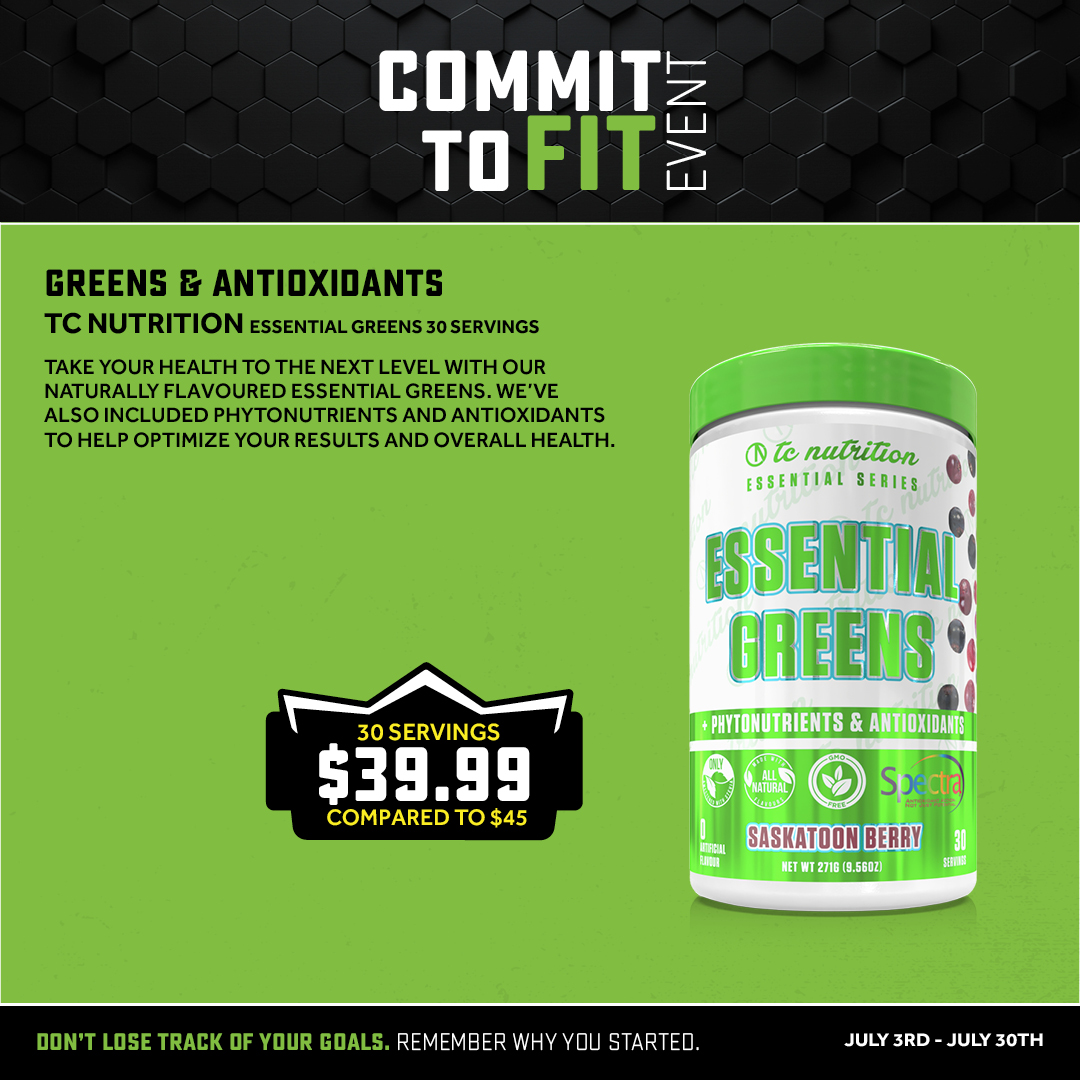 COMMIT
TO FIT
EVENT
GREENS & ANTIOXIDANTS
TC NUTRITION ESSENTIAL GREENS 30 SERVINGS
TAKE YOUR HEALTH TO THE NEXT LEVEL WITH OUR
NATURALLY FLAVOURED ESSENTIAL GREENS. WE'VE
ALSO INCLUDED PHYTONUTRIENTS AND ANTIOXIDANTS
TO HELP OPTIMIZE YOUR RESULTS AND OVERALL HEALTH.
30 SERVINGS
$39.99
COMPARED TO $45
tc nutrition
ESSENTIAL SERIES
ESSENTIAL
GREENS
+ PHYTONUTRIENTS & ANTIOXIDANTS
ONLY
MADE WITH
ALL
NATURAL
FLAVOURS
GMO
FREE
Spectra
0
ARTIFICIAL
FLAVOUR
SASKATOON BERRY
30
SERVINGS
NET WT 271G (9.56OZ)
DON'T LOSE TRACK OF YOUR GOALS. REMEMBER WHY YOU STARTED.
JULY 3RD - JULY 30TH